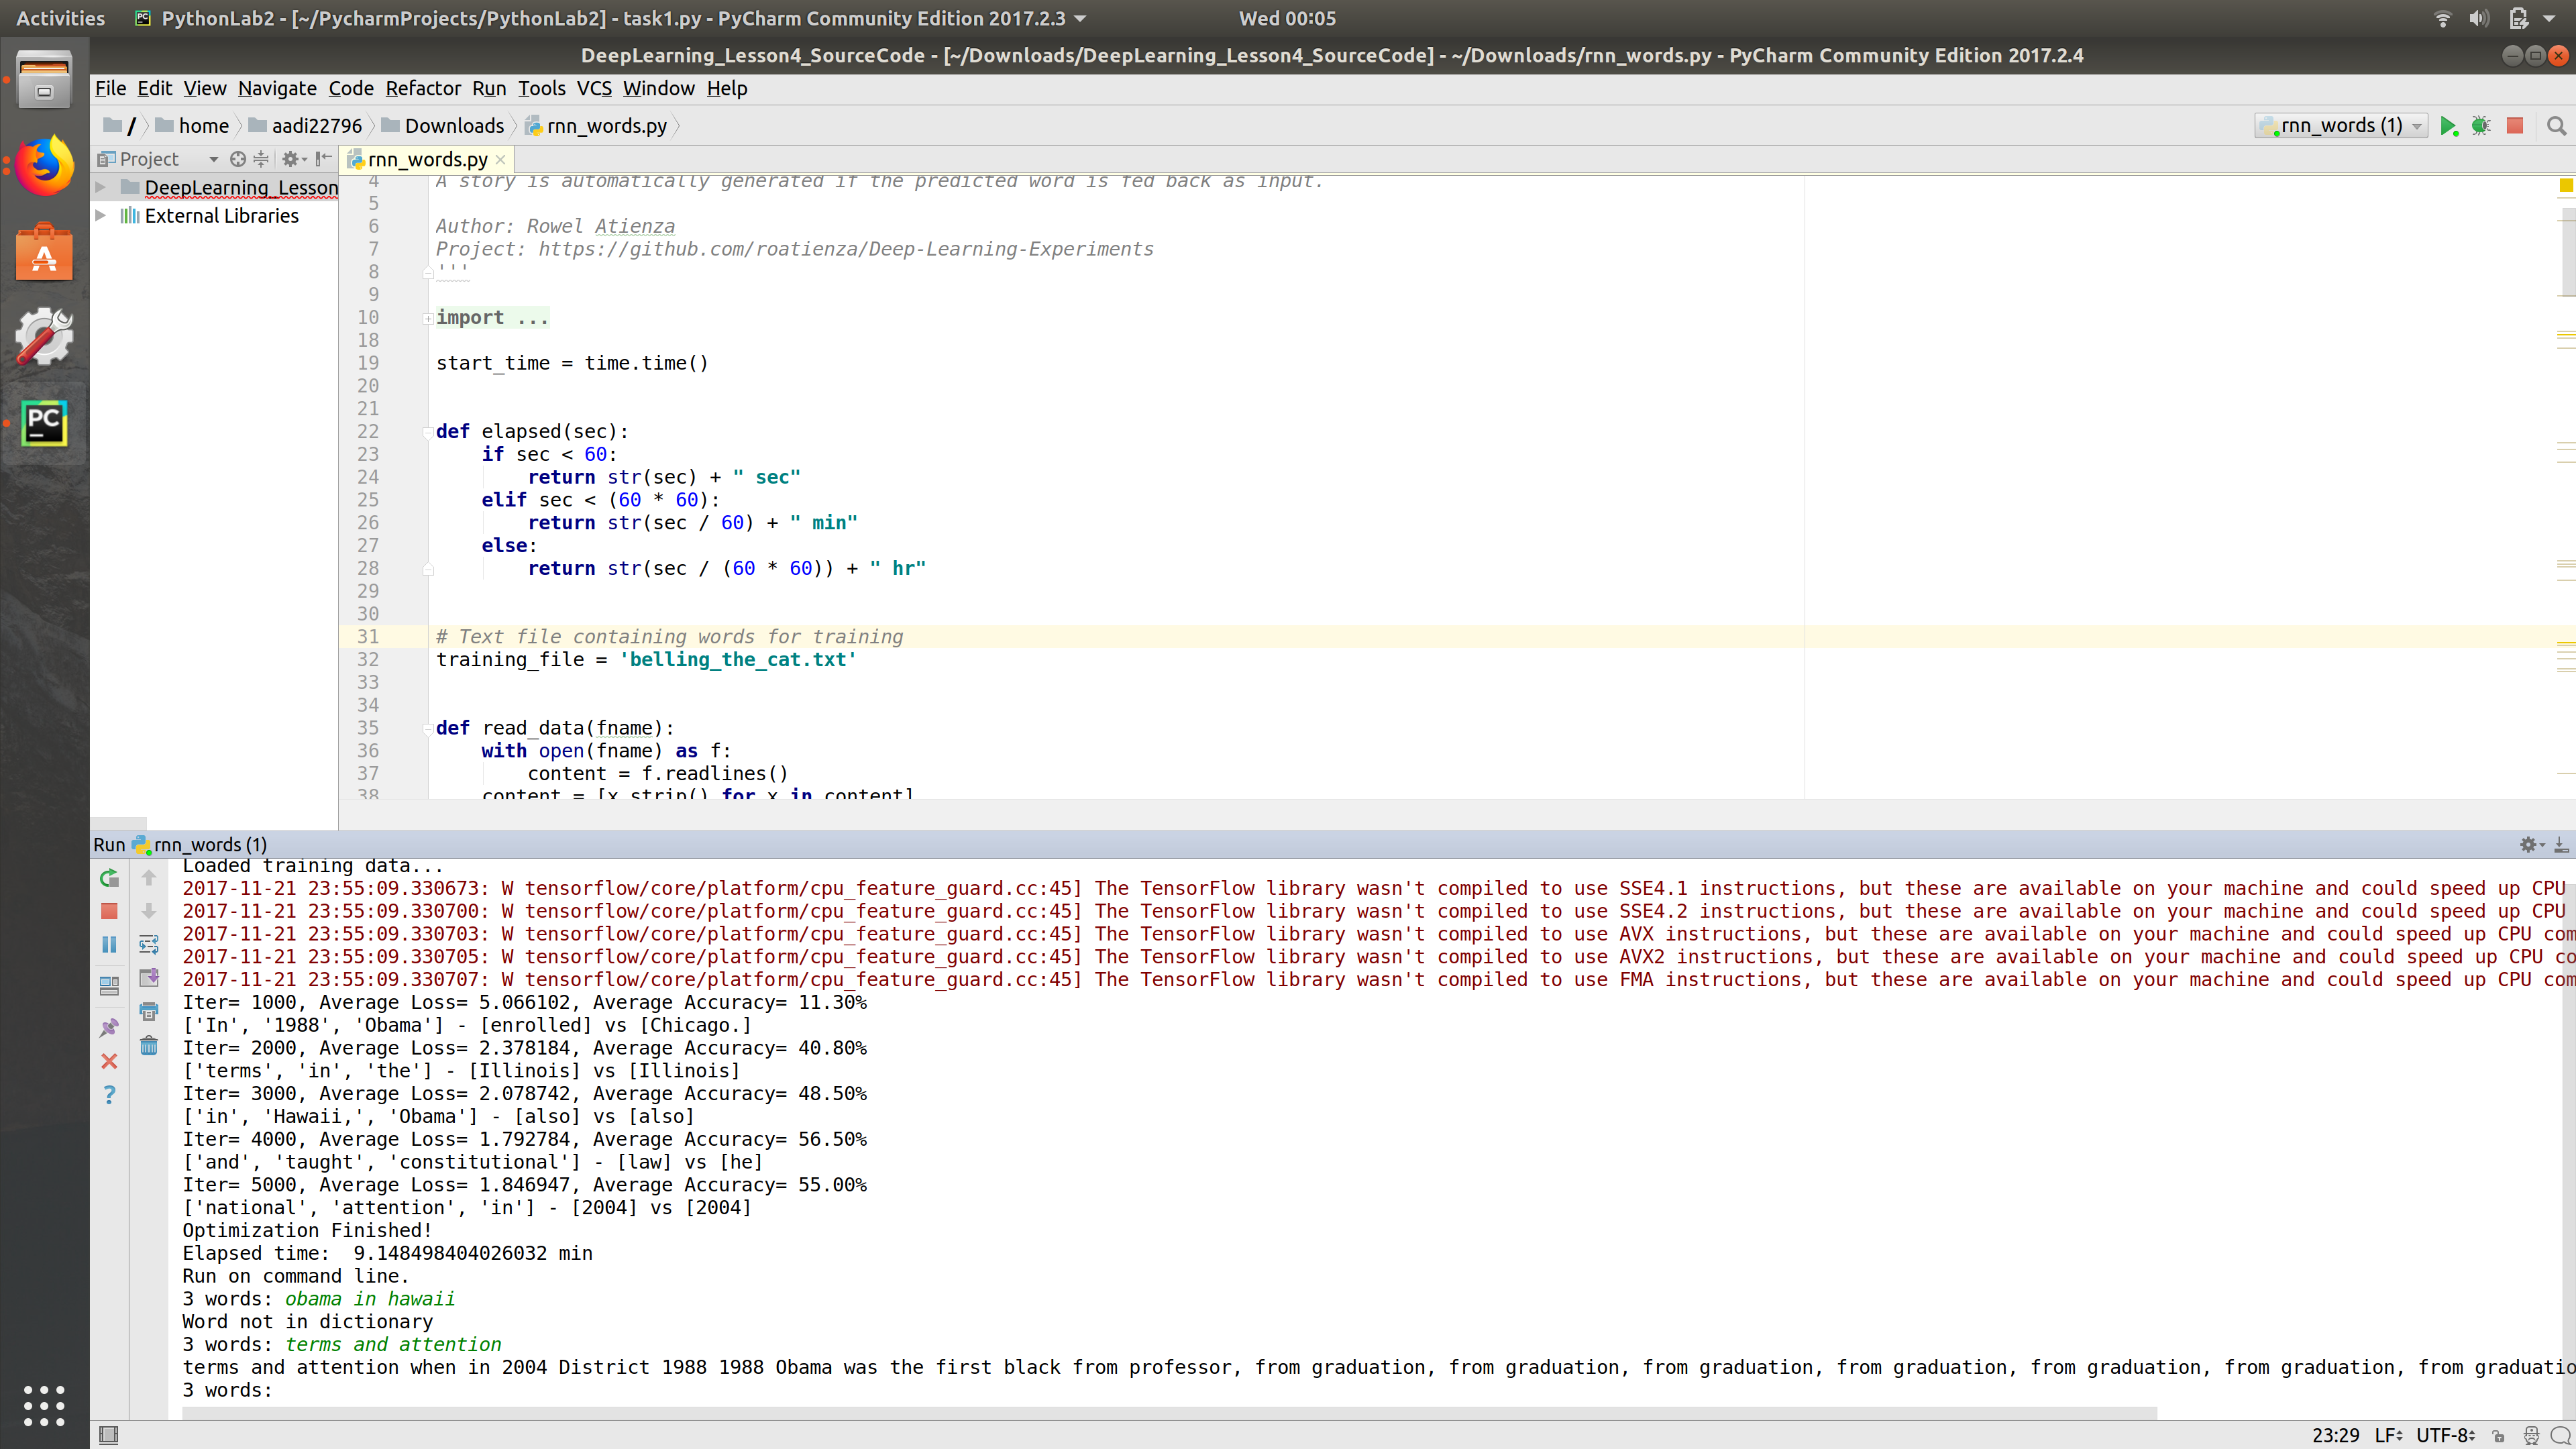 Activities
PythonLab2 - [~/PycharmProjects/PythonLab2] - task1.py - PyCharm Community Edition 2017.2.3
Wed 00:05
DeepLearning_Lesson4_SourceCode - [~/Downloads/DeepLearning_Lesson4_SourceCode] - ~/Downloads/rnn_words.py - PyCharm Community Edition 2017.2.4
File Edit View Navigate Code Refactor Run Tools VCS Window Help
/ home aadi22796 Downloads rnn_words.py
rnn_words (1)
Project
rnn_words.py
DeepLearning_Lesson
External Libraries
4 A story is automatically generated if the predicted word is fed back as input.
5
6 Author: Rowel Atienza
7 Project: https://github.com/roatienza/Deep-Learning-Experiments
8 '''
9
10 import ...
18
19 start_time = time.time()
20
21
22 def elapsed(sec):
23 if sec < 60:
24 return str(sec) + " sec"
25 elif sec < (60 * 60):
26 return str(sec / 60) + " min"
27 else:
28 return str(sec / (60 * 60)) + " hr"
29
30
31 # Text file containing words for training
32 training_file = 'belling_the_cat.txt'
33
34
35 def read_data(fname):
36 with open(fname) as f:
37 content = f.readlines()
38 content = [x.strip() for x in content]
Run rnn_words (1)
Loaded training data...
2017-11-21 23:55:09.330673: W tensorflow/core/platform/cpu_feature_guard.cc:45] The TensorFlow library wasn't compiled to use SSE4.1 instructions, but these are available on your machine and could speed up CPU
2017-11-21 23:55:09.330700: W tensorflow/core/platform/cpu_feature_guard.cc:45] The TensorFlow library wasn't compiled to use SSE4.2 instructions, but these are available on your machine and could speed up CPU
2017-11-21 23:55:09.330703: W tensorflow/core/platform/cpu_feature_guard.cc:45] The TensorFlow library wasn't compiled to use AVX instructions, but these are available on your machine and could speed up CPU com
2017-11-21 23:55:09.330705: W tensorflow/core/platform/cpu_feature_guard.cc:45] The TensorFlow library wasn't compiled to use AVX2 instructions, but these are available on your machine and could speed up CPU co
2017-11-21 23:55:09.330707: W tensorflow/core/platform/cpu_feature_guard.cc:45] The TensorFlow library wasn't compiled to use FMA instructions, but these are available on your machine and could speed up CPU com
Iter= 1000, Average Loss= 5.066102, Average Accuracy= 11.30%
['In', '1988', 'Obama'] - [enrolled] vs [Chicago.]
Iter= 2000, Average Loss= 2.378184, Average Accuracy= 40.80%
['terms', 'in', 'the'] - [Illinois] vs [Illinois]
Iter= 3000, Average Loss= 2.078742, Average Accuracy= 48.50%
['in', 'Hawaii,', 'Obama'] - [also] vs [also]
Iter= 4000, Average Loss= 1.792784, Average Accuracy= 56.50%
['and', 'taught', 'constitutional'] - [law] vs [he]
Iter= 5000, Average Loss= 1.846947, Average Accuracy= 55.00%
['national', 'attention', 'in'] - [2004] vs [2004]
Optimization Finished!
Elapsed time:  9.148498404026032 min
Run on command line.
3 words: obama in hawaii
Word not in dictionary
3 words: terms and attention
terms and attention when in 2004 District 1988 1988 Obama was the first black from professor, from graduation, from graduation, from graduation, from graduation, from graduation, from graduation, from graduatio
3 words:
23:29 LF UTF-8